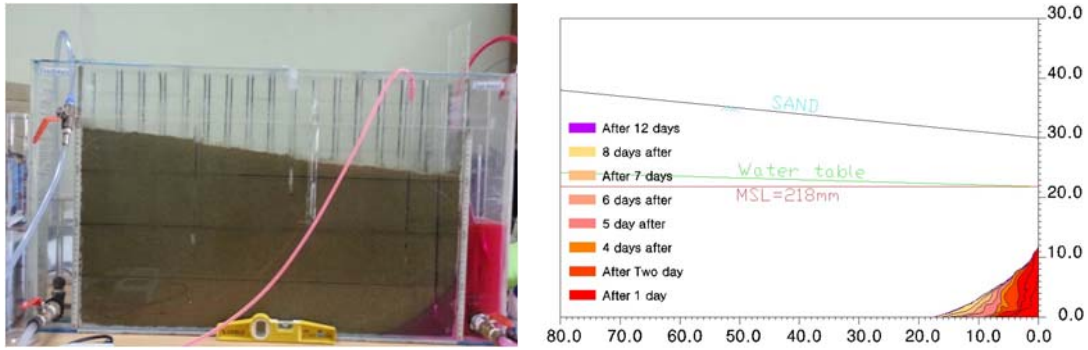 30.0
SAND
40.0
After 12 days
30.0
8 days after
Water table
After 7 days
MSL=218mm
20.0
6 days after
5 day after
4 days after
10.0
After Two day
After 1 day
0.0
80.0 70.0 60.0 50.0 40.0 30.0 20.0 10.0 0.0